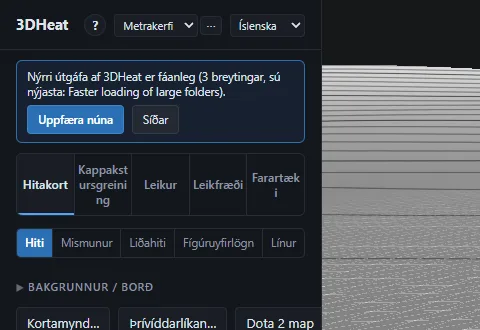 3DHeat ? Metrakerfi ... Íslenska
Nýrri útgáfa af 3DHeat er fáanleg (3 breytingar, sú
nýjasta: Faster loading of large folders).
Uppfæra núna Síðar
Hitakort
Kappakst
ursgreini
ng
Leikur
Leikfræði
Farartæk
i
Hiti Mismunur Liðahiti Fígúruyfirlögn Línur
▶ BAKGRUNNUR / BORÐ
Kortamynd... Þrívíddarlíkan... Dota 2 map